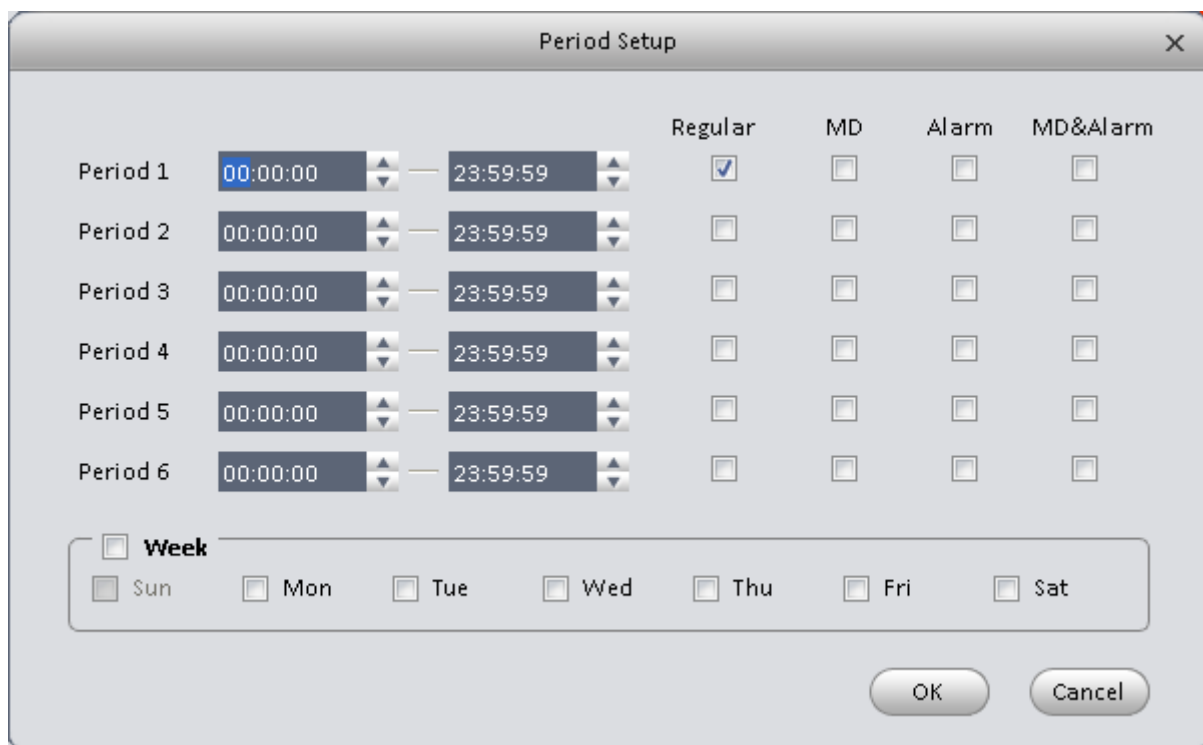 Period Setup
Regular MD Alarm MD&Alarm
Period 1 00:00:00 — 23:59:59
Period 2 00:00:00 — 23:59:59
Period 3 00:00:00 — 23:59:59
Period 4 00:00:00 — 23:59:59
Period 5 00:00:00 — 23:59:59
Period 6 00:00:00 — 23:59:59
Week
Sun Mon Tue Wed Thu Fri Sat
OK Cancel